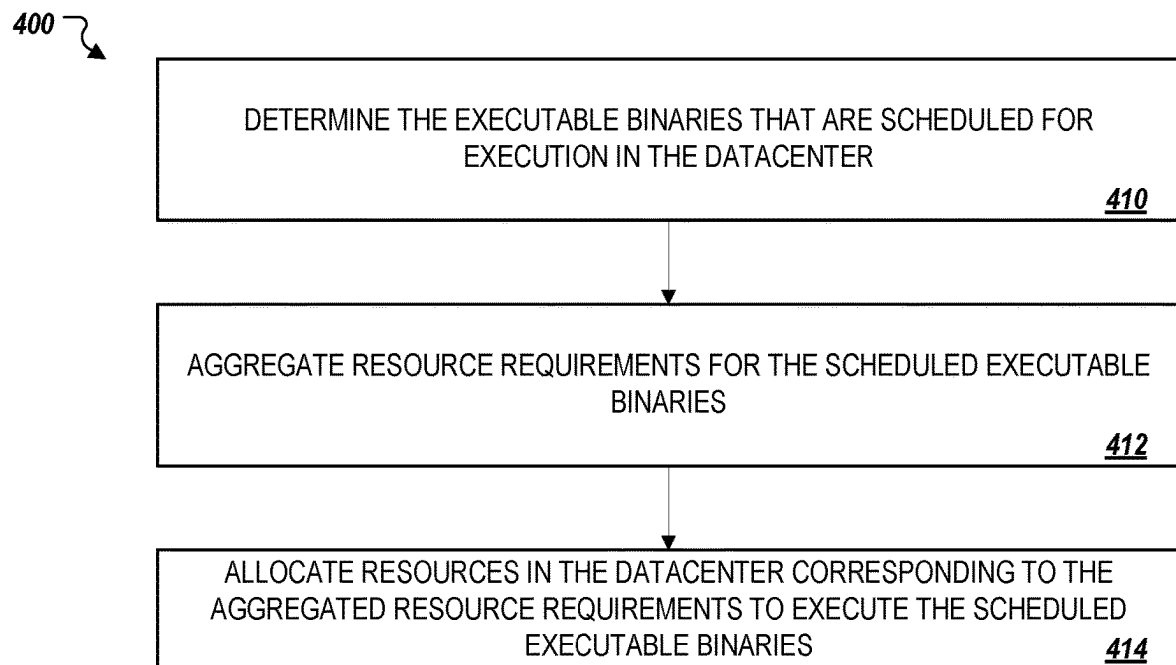 400
DETERMINE THE EXECUTABLE BINARIES THAT ARE SCHEDULED FOR
EXECUTION IN THE DATACENTER
410
AGGREGATE RESOURCE REQUIREMENTS FOR THE SCHEDULED EXECUTABLE
BINARIES
412
ALLOCATE RESOURCES IN THE DATACENTER CORRESPONDING TO THE
AGGREGATED RESOURCE REQUIREMENTS TO EXECUTE THE SCHEDULED
EXECUTABLE BINARIES
414